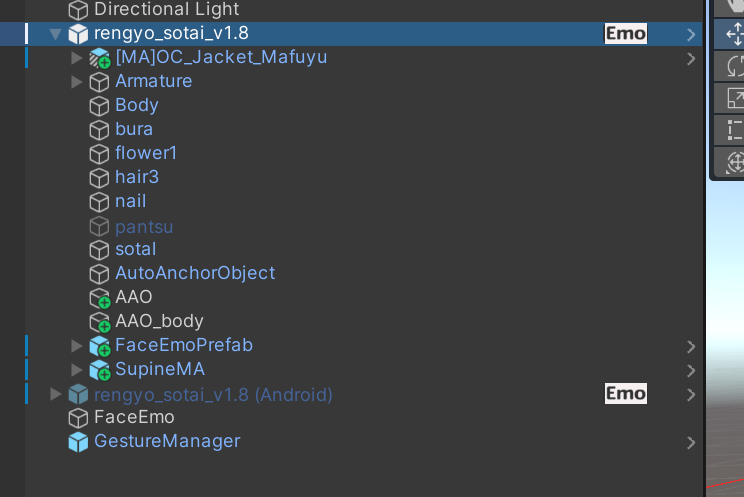 Directional Light
rengyo_sotai_v1.8 Emo
[MA]OC_Jacket_Mafuyu
Armature
Body
bura
flower1
hair3
nail
pantsu
sotal
AutoAnchorObject
AAO
AAO_body
FaceEmoPrefab
SupineMA
rengyo_sotai_v1.8 (Android) Emo
FaceEmo
GestureManager